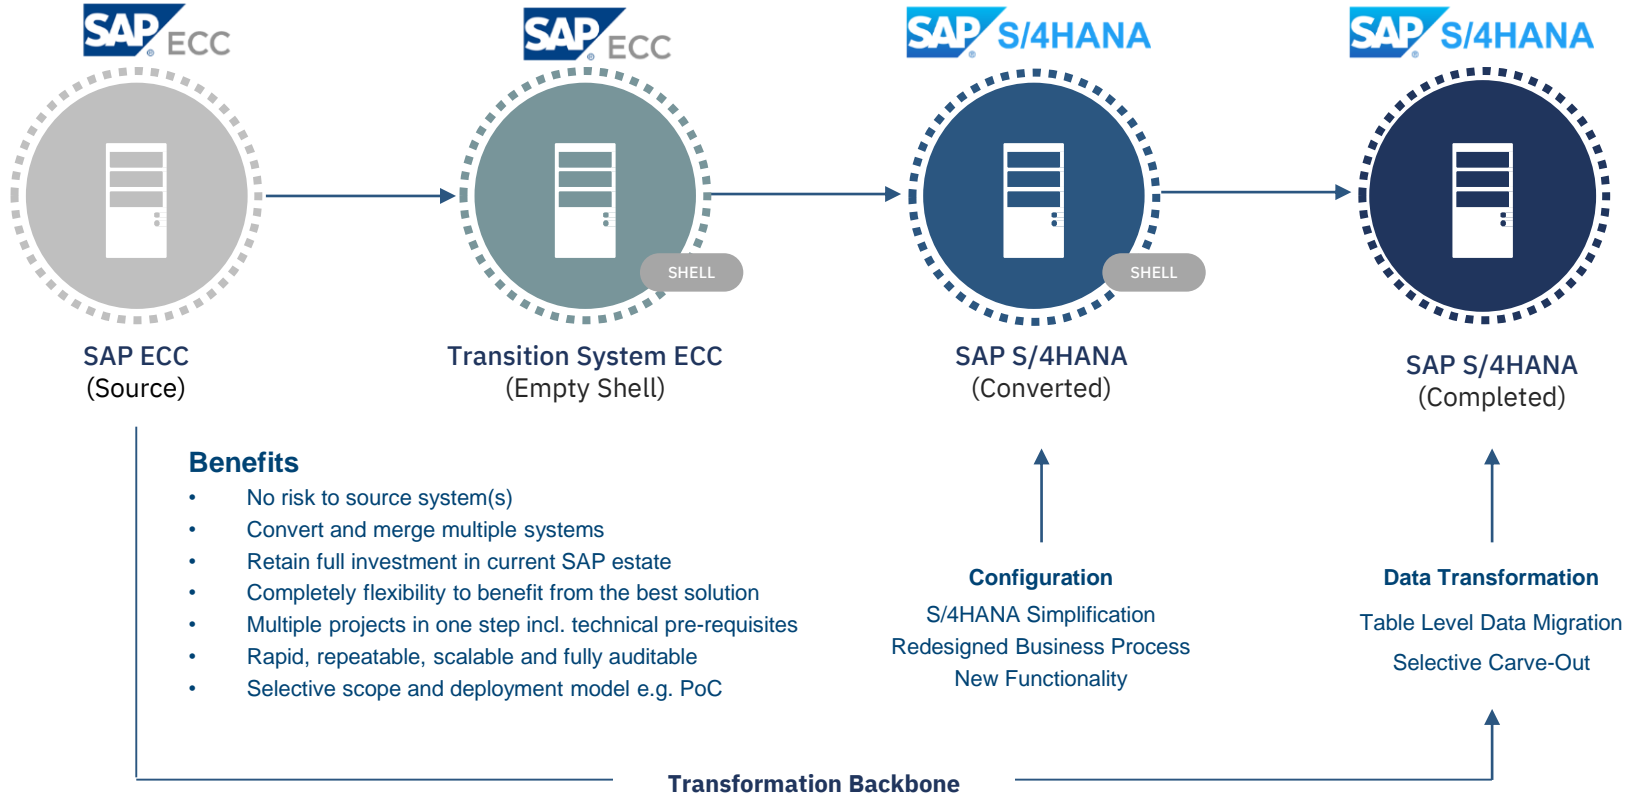 SAP ECC
SAP ECC
SAP S/4HANA
SAP S/4HANA
SHELL
SHELL
SAP ECC
(Source)
Transition System ECC
(Empty Shell)
SAP S/4HANA
(Converted)
SAP S/4HANA
(Completed)
Benefits
• No risk to source system(s)
• Convert and merge multiple systems
• Retain full investment in current SAP estate
• Completely flexibility to benefit from the best solution
• Multiple projects in one step incl. technical pre-requisites
• Rapid, repeatable, scalable and fully auditable
• Selective scope and deployment model e.g. PoC
Configuration
S/4HANA Simplification
Redesigned Business Process
New Functionality
Data Transformation
Table Level Data Migration
Selective Carve-Out
Transformation Backbone